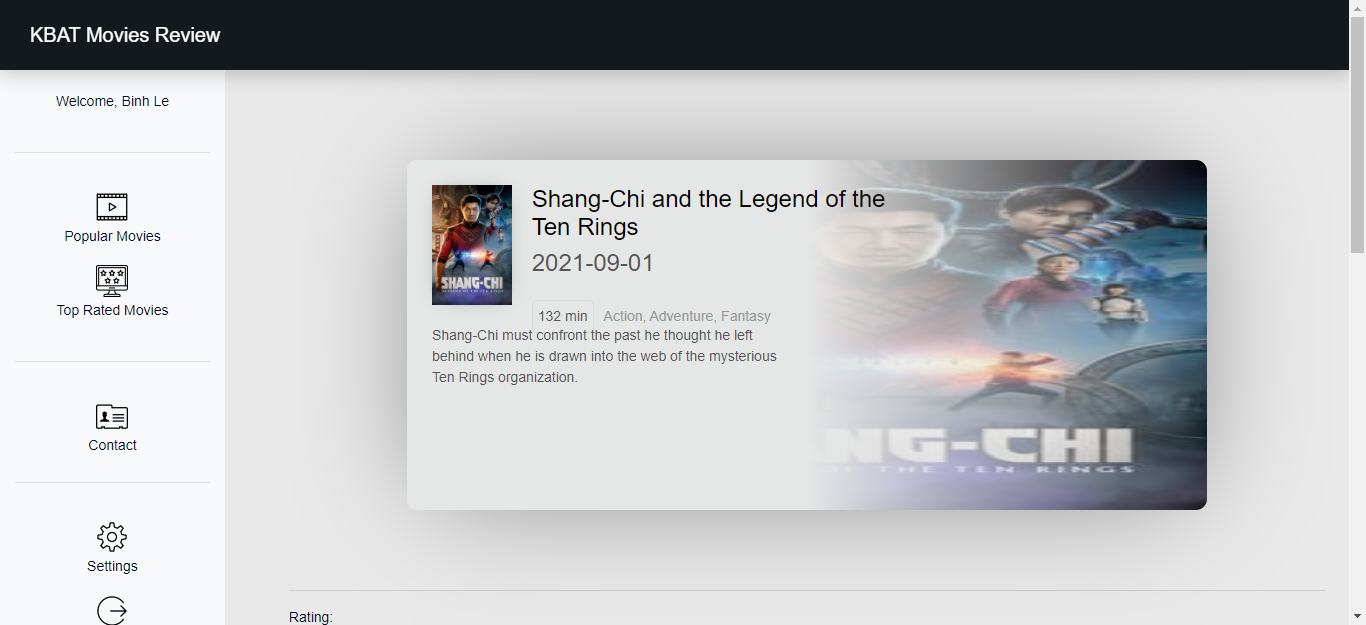 KBAT Movies Review
Welcome, Binh Le
Popular Movies
Top Rated Movies
Contact
Settings
Shang-Chi and the Legend of the
Ten Rings
2021-09-01
132 min Action, Adventure, Fantasy
Shang-Chi must confront the past he thought he left
behind when he is drawn into the web of the mysterious
Ten Rings organization.
SHANG-CHI
NG-CHI
OF THE TEN RINGS
Rating: